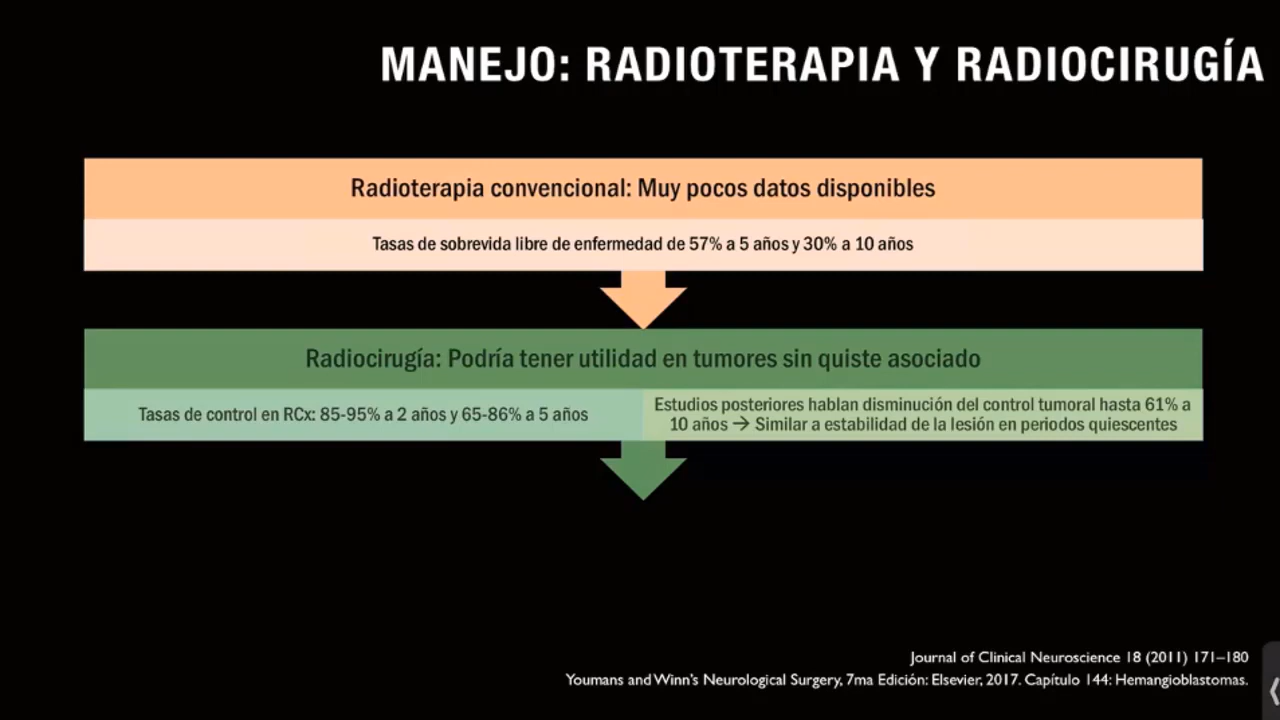 MANEJO: RADIOTERAPIA Y RADIOCIRUGÍA
Radioterapia convencional: Muy pocos datos disponibles
Tasas de sobrevida libre de enfermedad de 57% a 5 años y 30% a 10 años
Radiocirugía: Podría tener utilidad en tumores sin quiste asociado
Tasas de control en RCx: 85-95% a 2 años y 65-86% a 5 años
Estudios posteriores hablan disminución del control tumoral hasta 61% a
10 años → Similar a estabilidad de la lesión en periodos quiescentes
Journal of Clinical Neuroscience 18 (2011) 171–180
Youmans and Winn's Neurological Surgery, 7ma Edición: Elsevier, 2017. Capítulo 144: Hemangioblastomas.